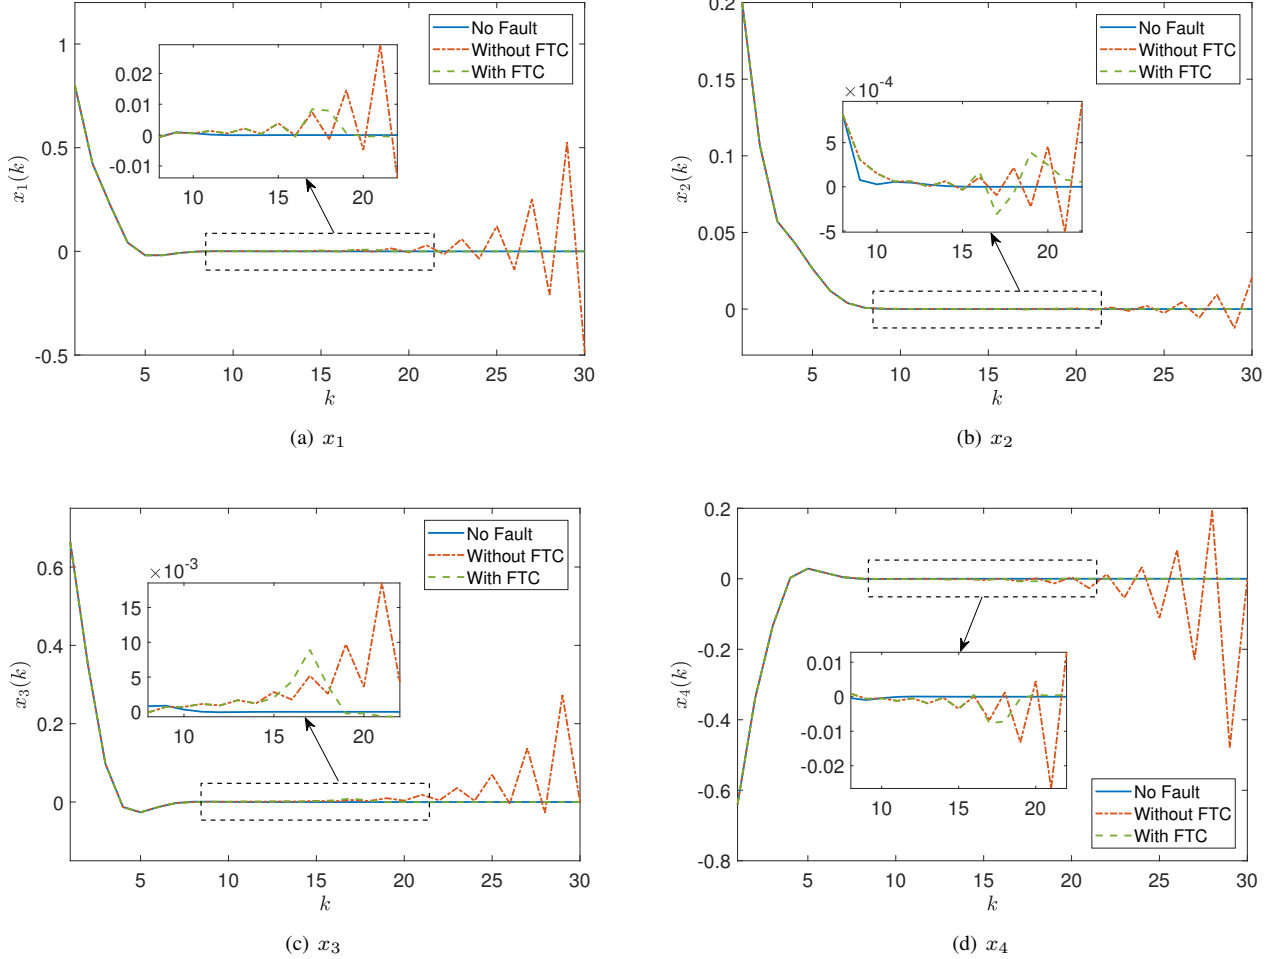 1
0.5
0
-0.5
x₁(k)
5 10 15 20 25 30
k
No Fault
Without FTC
With FTC
0.02
0.01
0
-0.01
10 15 20
(a) x₁
0.2
0.15
0.1
0.05
0
x₂(k)
5 10 15 20 25 30
k
No Fault
Without FTC
With FTC
×10⁻⁴
5
0
-5
10 15 20
(b) x₂
0.6
0.4
0.2
0
x₃(k)
5 10 15 20 25 30
k
No Fault
Without FTC
With FTC
×10⁻³
15
10
5
0
10 15 20
(c) x₃
0.2
0
-0.2
-0.4
-0.6
-0.8
x₄(k)
5 10 15 20 25 30
k
0.01
0
-0.01
-0.02
10 15 20
No Fault
Without FTC
With FTC
(d) x₄